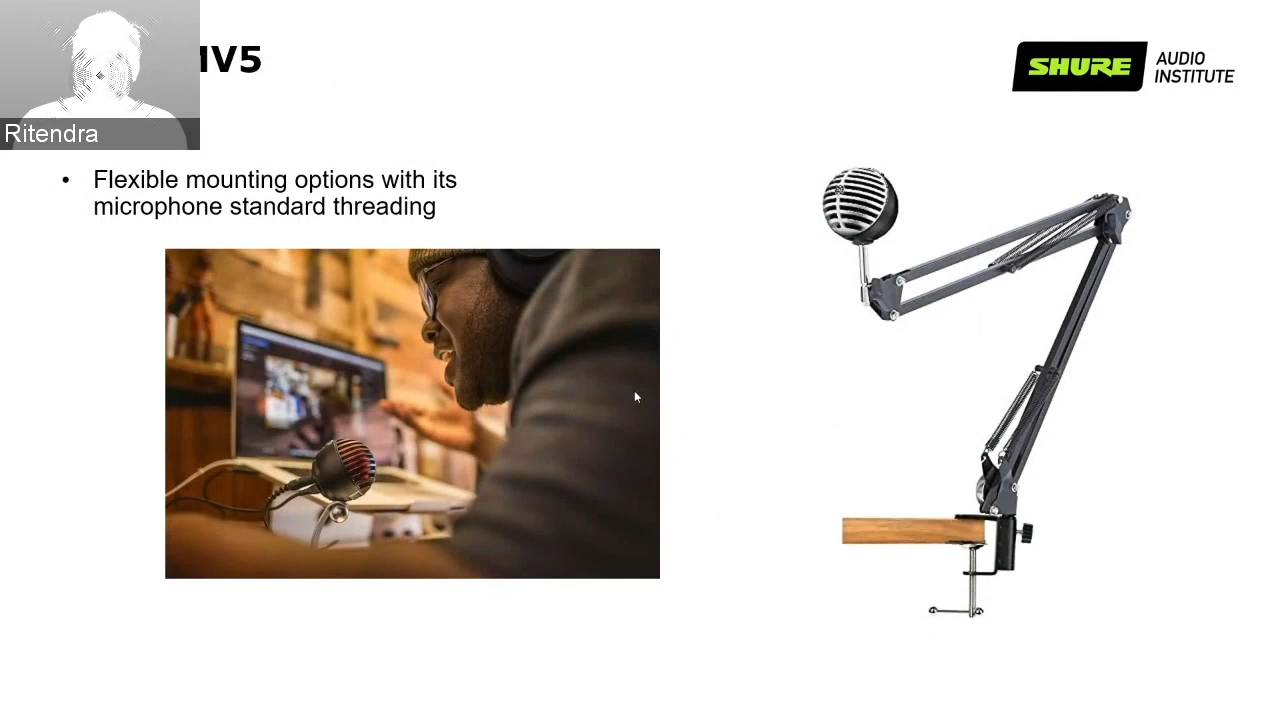 MV5
SHURE
AUDIO
INSTITUTE
Ritendra
• Flexible mounting options with its
microphone standard threading